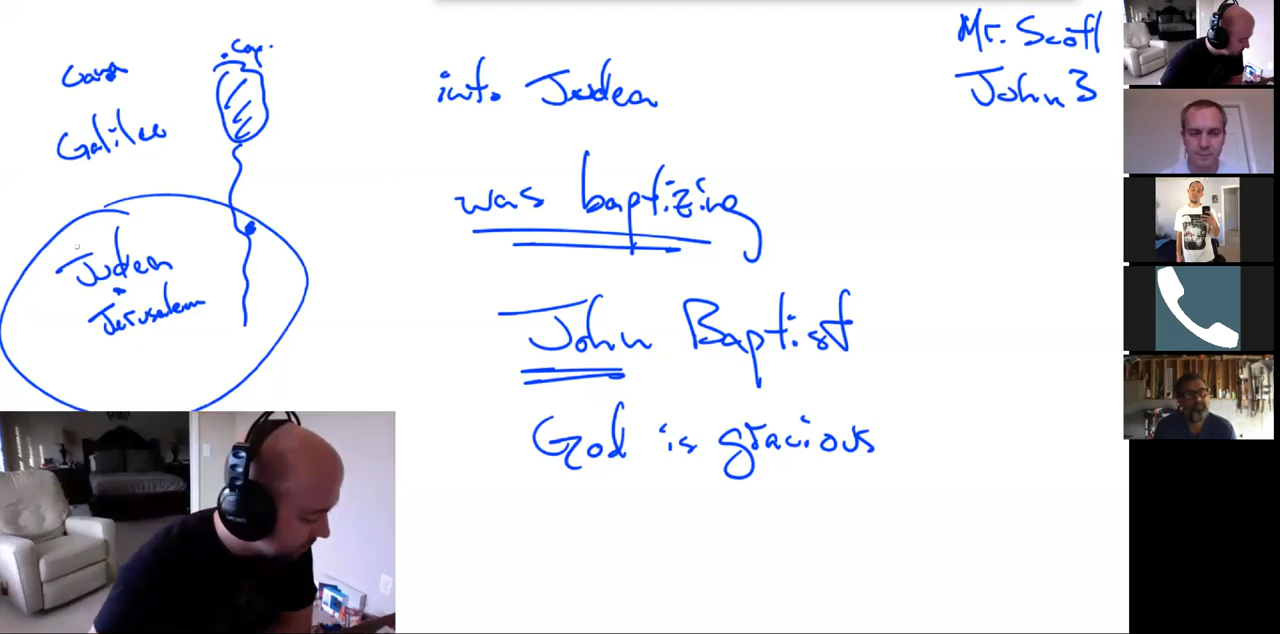 Mr. Scott
John 3
.Cap.
Cana
Galilee
Judea
Jerusalem
into Judea
was baptizing
John Baptist
God is gracious